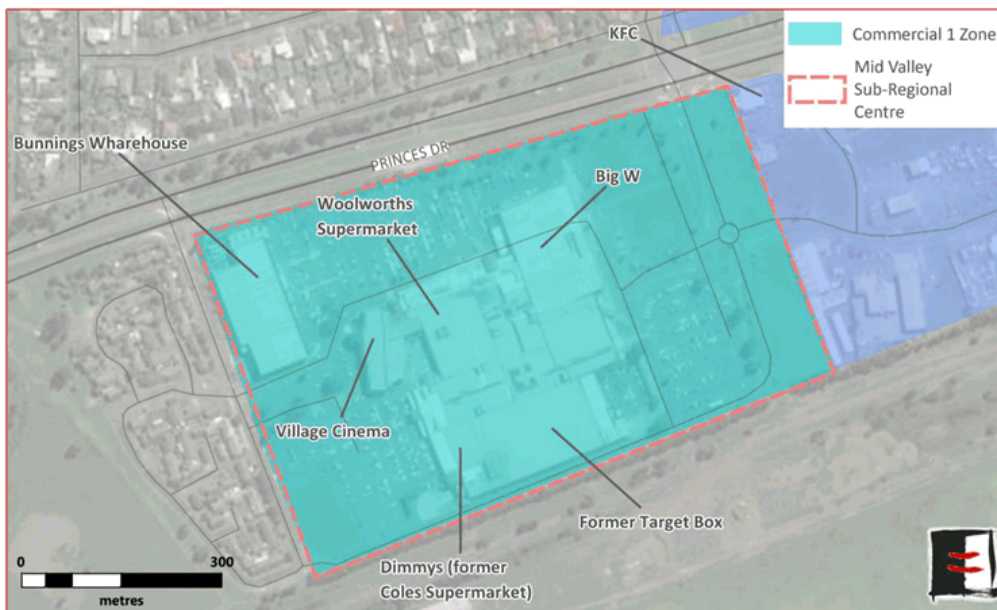 KFC
Commercial 1 Zone
Mid Valley
Sub-Regional
Centre
Bunnings Wharehouse
PRINCES DR
Woolworths
Supermarket
Big W
Village Cinema
Former Target Box
Dimmys (former
Coles Supermarket)
0 300
metres